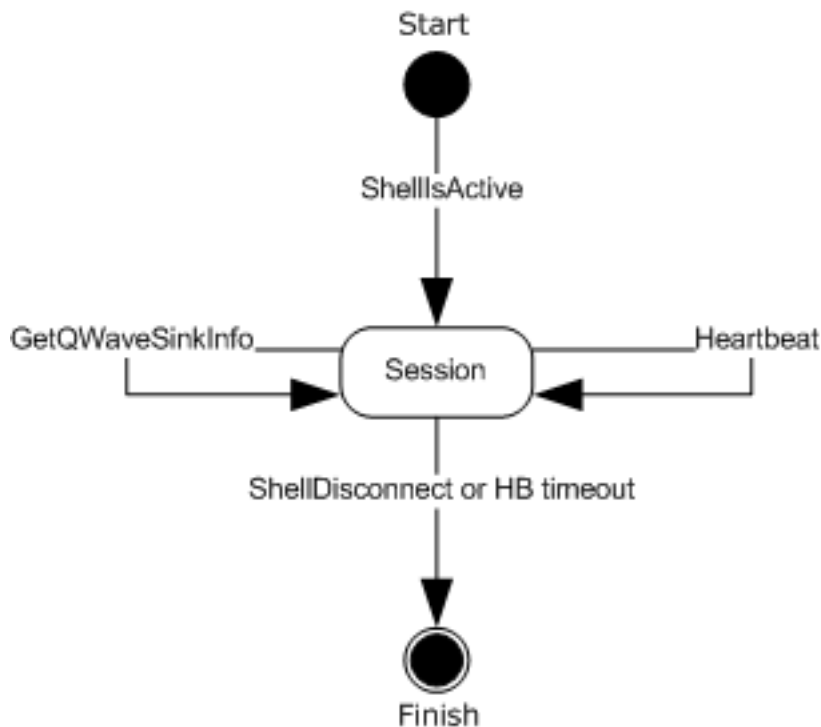 Start
ShellIsActive
GetQWaveSinkInfo
Heartbeat
Session
ShellDisconnect or HB timeout
Finish